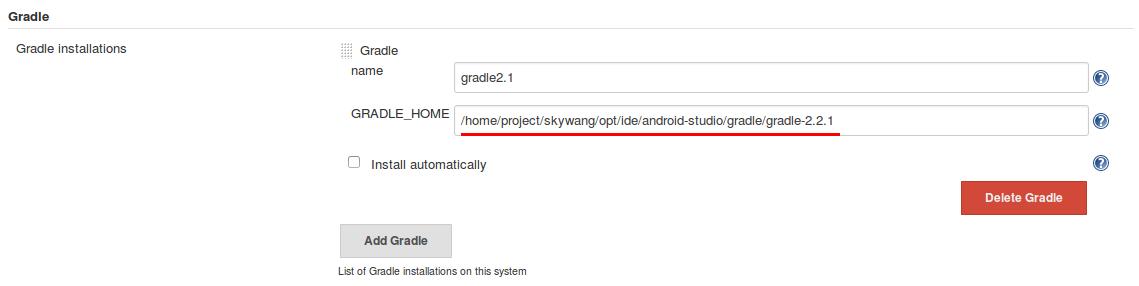 Gradle
Gradle installations
Gradle
name
gradle2.1
GRADLE_HOME
/home/project/skywang/opt/ide/android-studio/gradle/gradle-2.2.1
Install automatically
Delete Gradle
Add Gradle
List of Gradle installations on this system